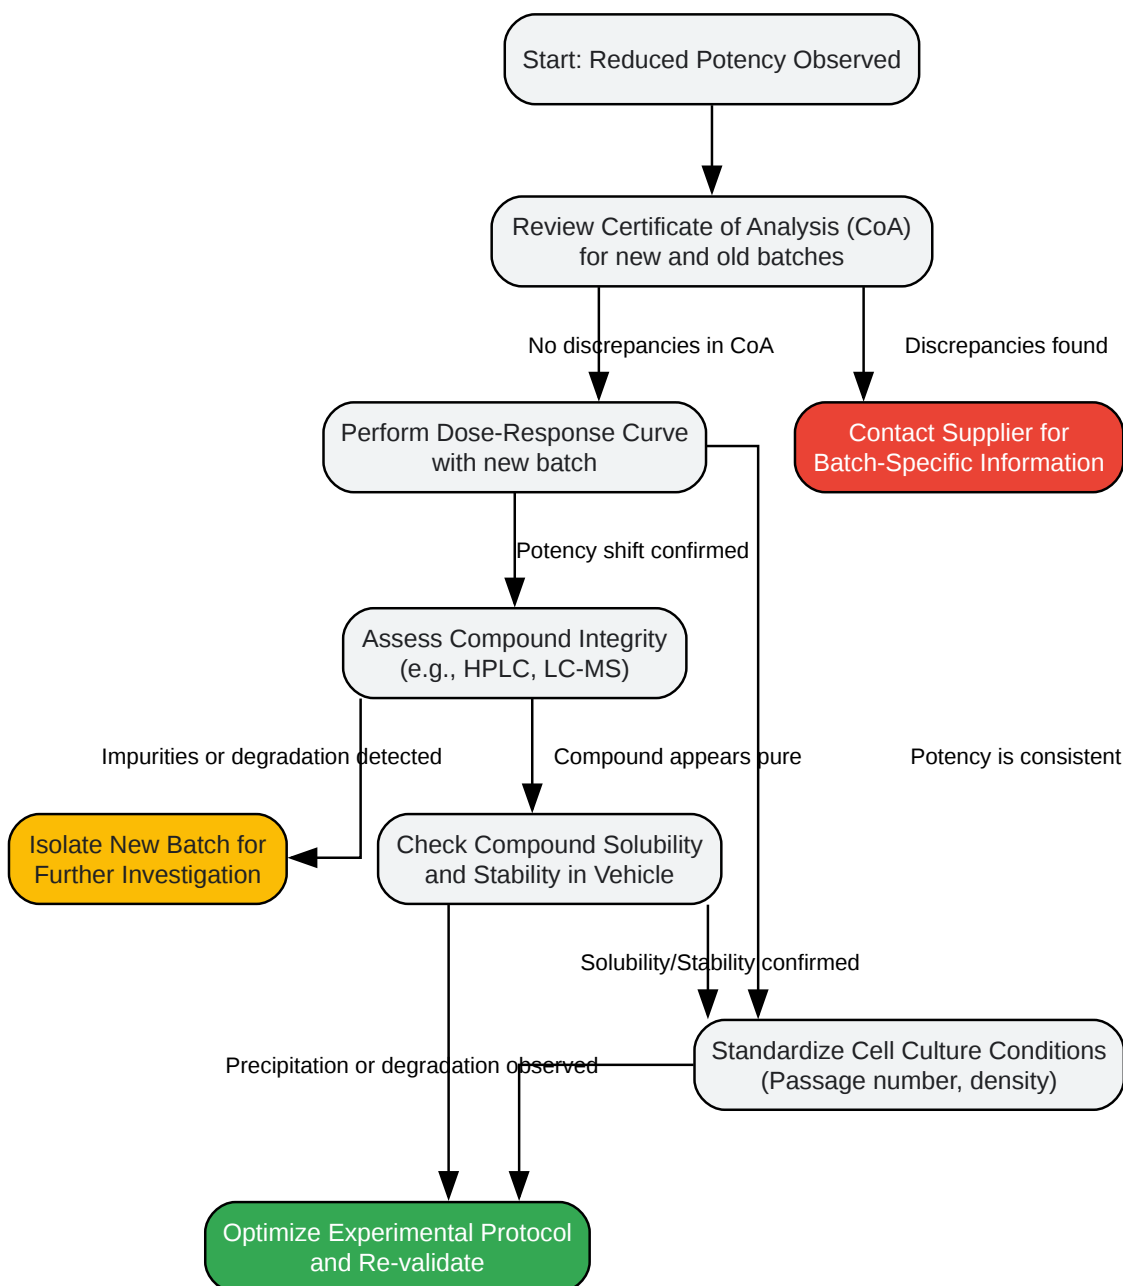 Start: Reduced Potency Observed
Review Certificate of Analysis (CoA)
for new and old batches
No discrepancies in CoA
Discrepancies found
Perform Dose-Response Curve
with new batch
Contact Supplier for
Batch-Specific Information
Potency shift confirmed
Assess Compound Integrity
(e.g., HPLC, LC-MS)
Impurities or degradation detected
Compound appears pure
Potency is consistent
Isolate New Batch for
Further Investigation
Check Compound Solubility
and Stability in Vehicle
Solubility/Stability confirmed
Standardize Cell Culture Conditions
(Passage number, density)
Precipitation or degradation observed
Optimize Experimental Protocol
and Re-validate